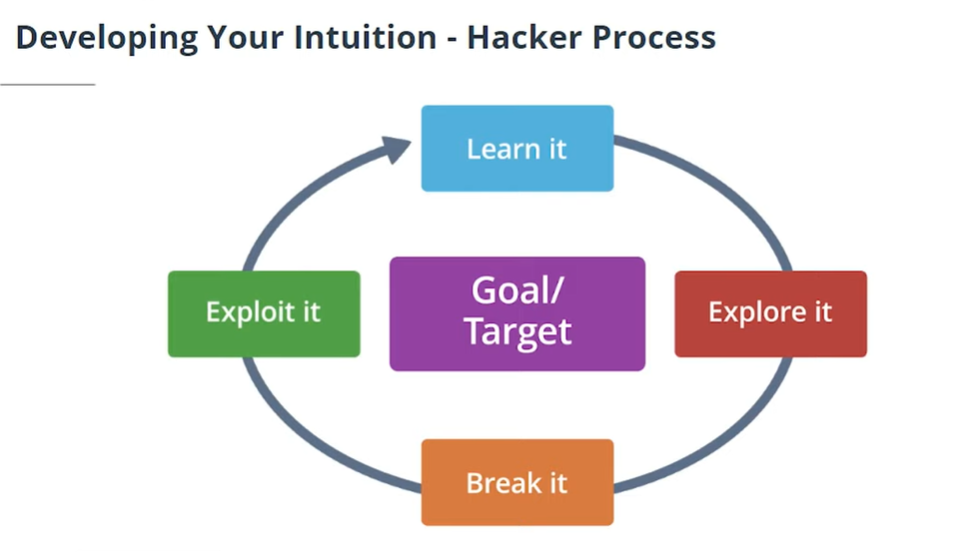 Developing Your Intuition - Hacker Process
Learn it
Exploit it
Goal/
Target
Explore it
Break it